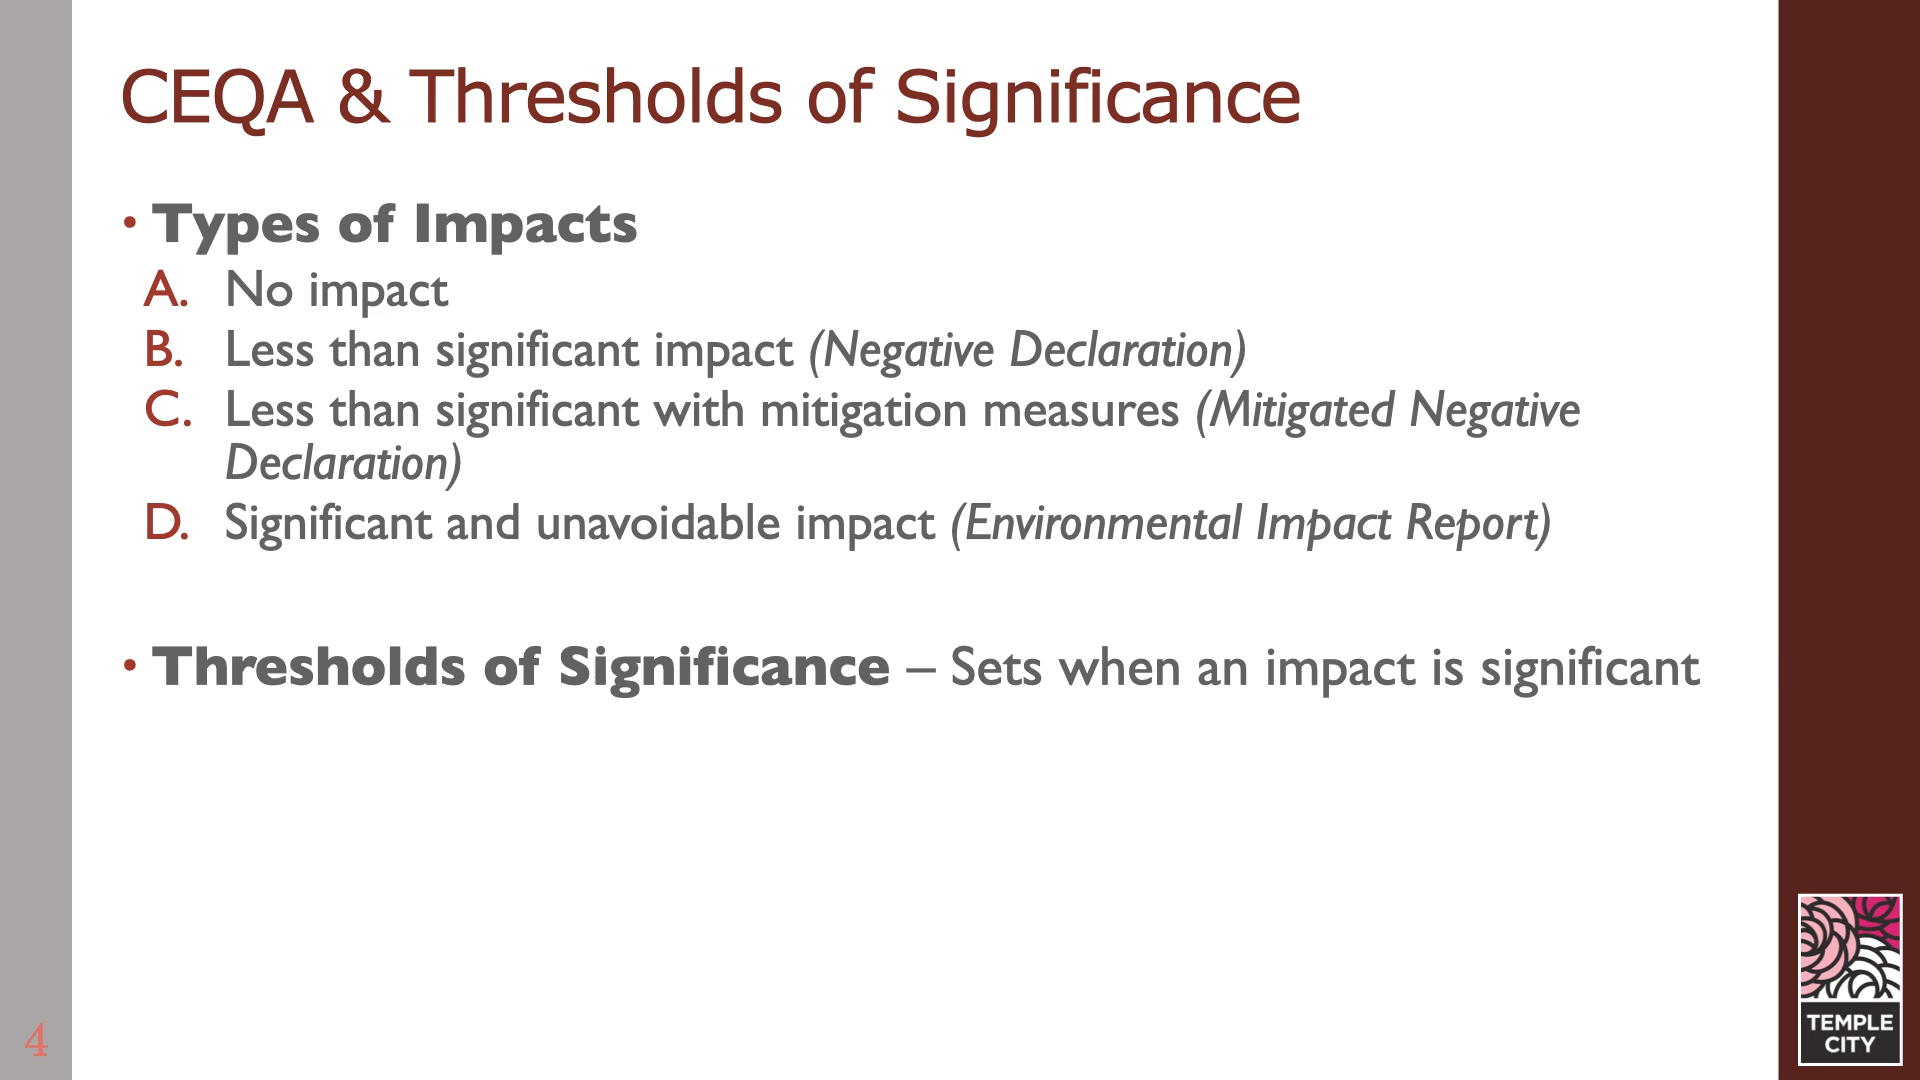 CEQA & Thresholds of Significance
• Types of Impacts
A. No impact
B. Less than significant impact (Negative Declaration)
C. Less than significant with mitigation measures (Mitigated Negative
Declaration)
D. Significant and unavoidable impact (Environmental Impact Report)
• Thresholds of Significance – Sets when an impact is significant
4
TEMPLE
CITY